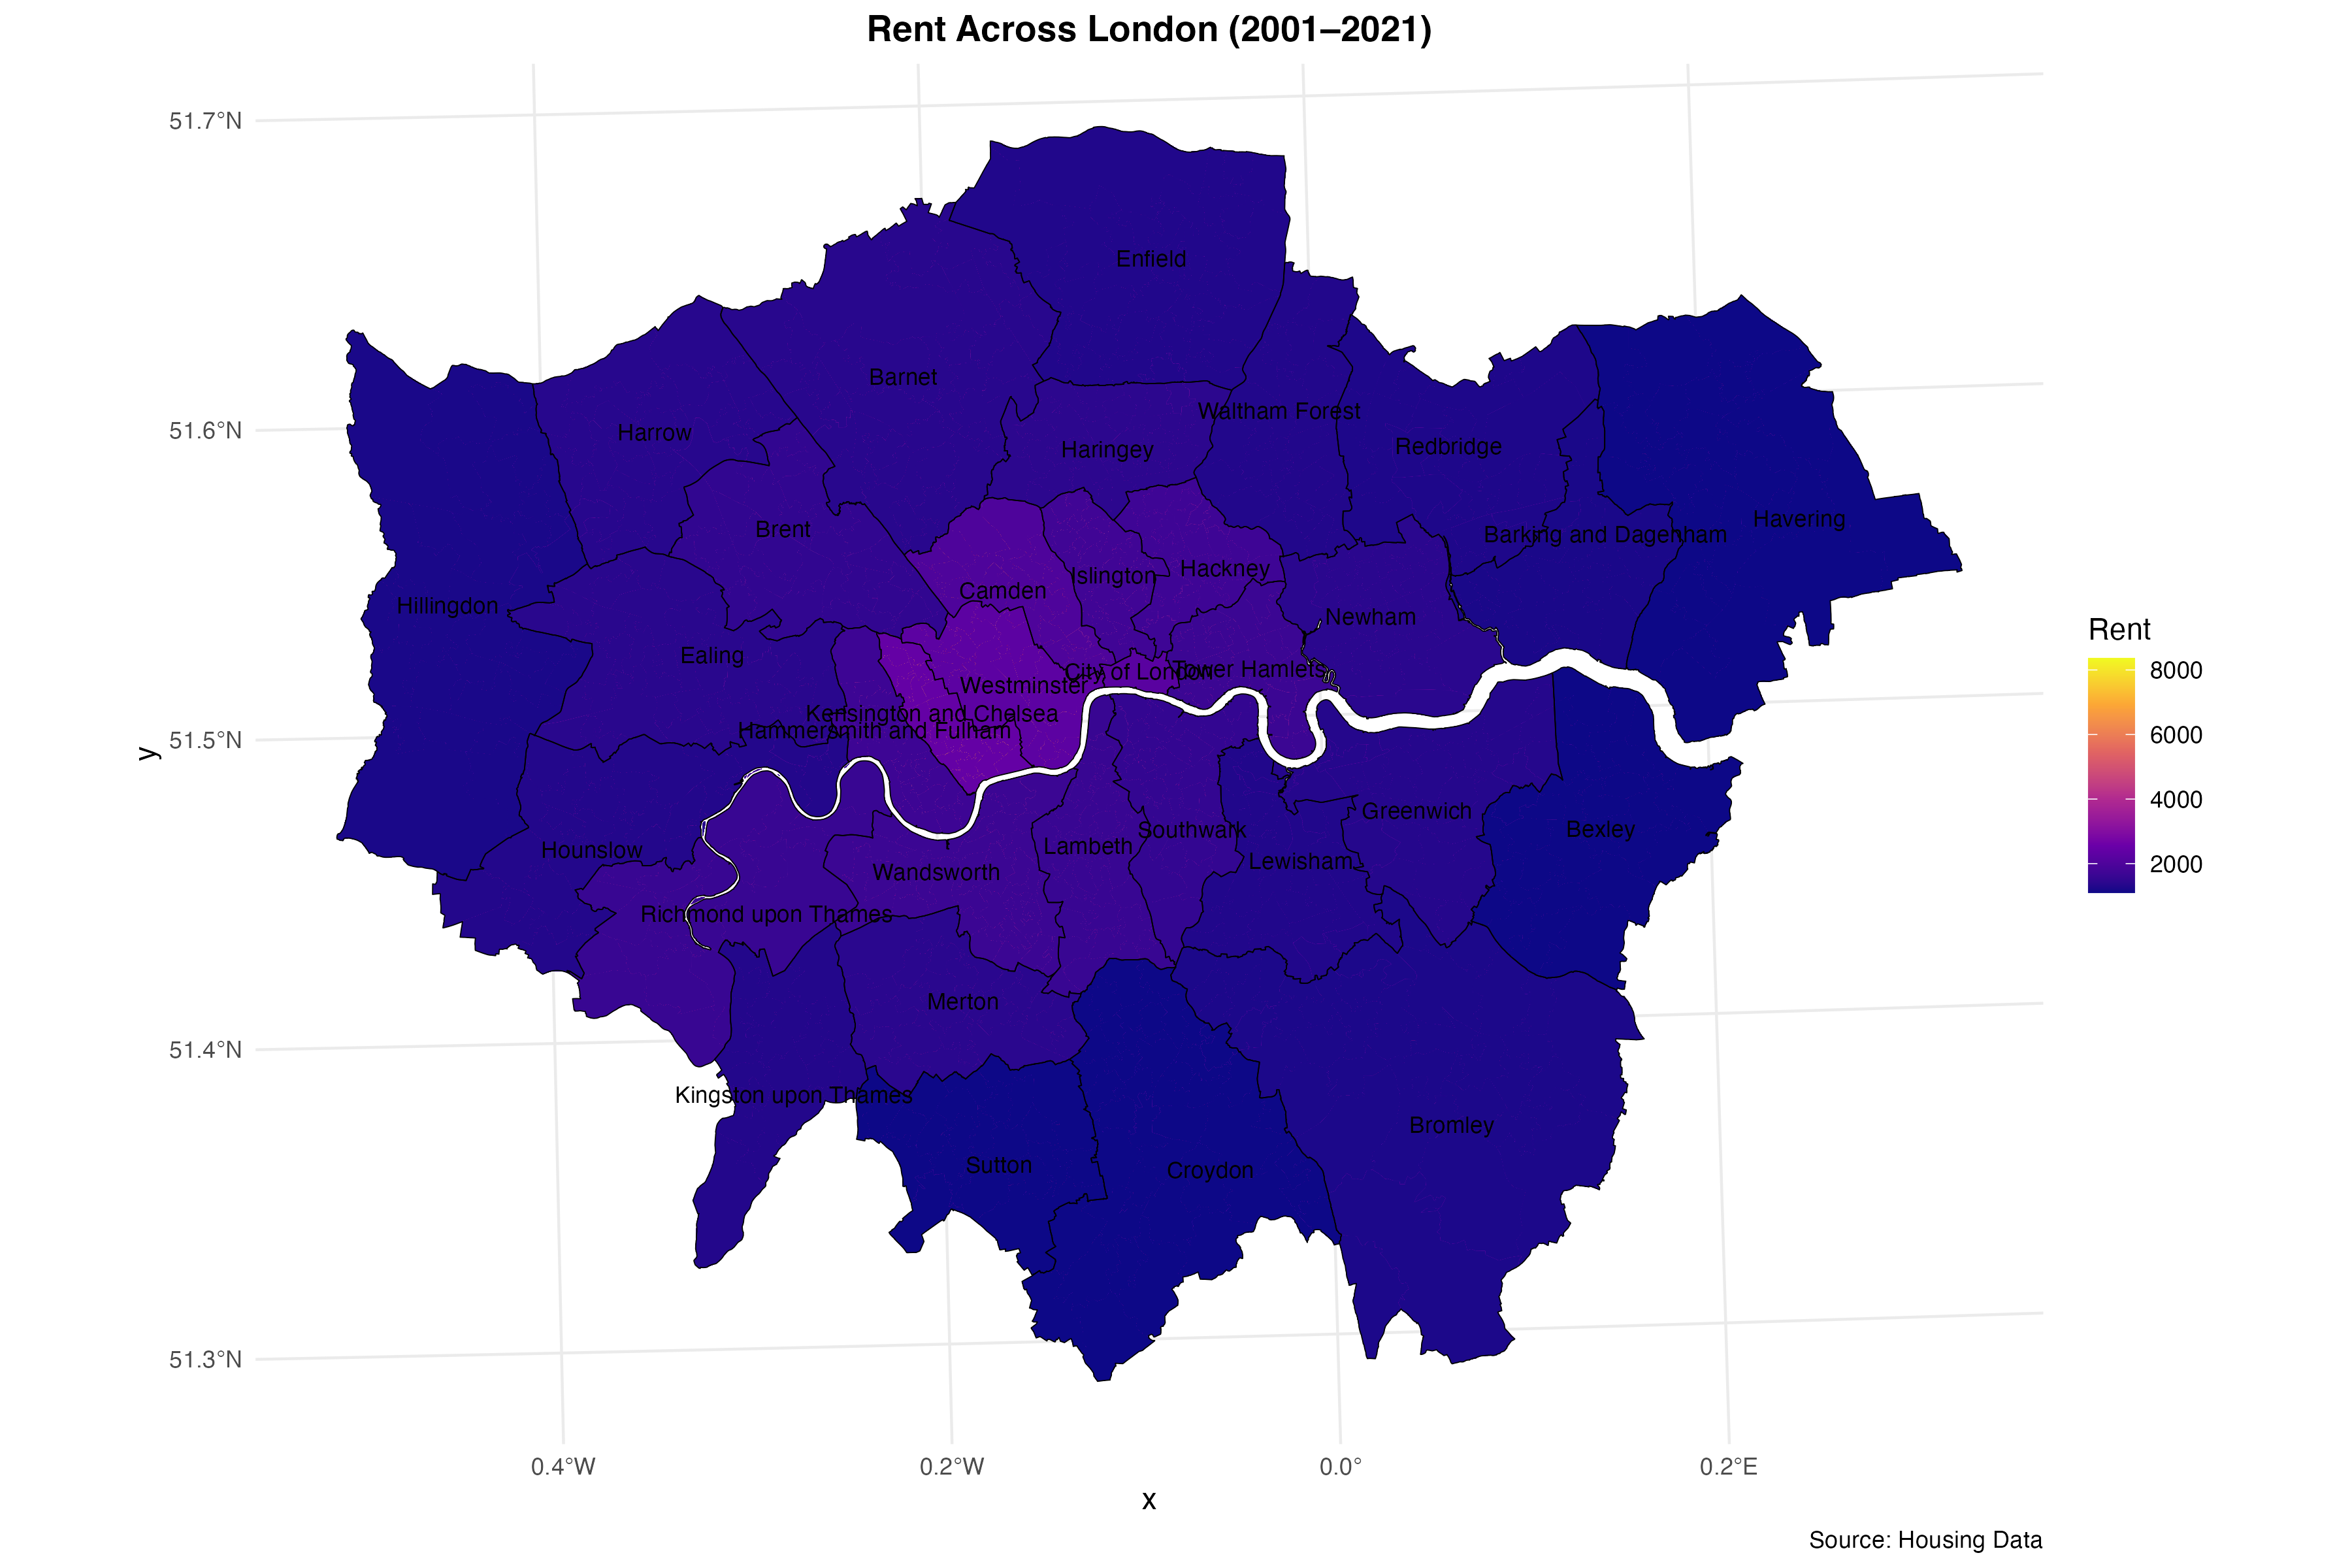 Rent Across London (2001–2021)
51.7°N
Enfield
Barnet
Waltham Forest
51.6°N
Harrow
Redbridge
Haringey
Havering
Brent
Barking and Dagenham
Hackney
Islington
Camden
Hillingdon
Newham
Rent
Ealing
8000
City of London
Tower Hamlets
Westminster
Kensington and Chelsea
Hammersmith and Fulham
6000
51.5°N
y
4000
Greenwich
Bexley
Southwark
Lambeth
Hounslow
Lewisham
2000
Wandsworth
Richmond upon Thames
Merton
51.4°N
Kingston upon Thames
Bromley
Sutton
Croydon
51.3°N
0.4°W
0.2°W
0.0°
0.2°E
x
Source: Housing Data